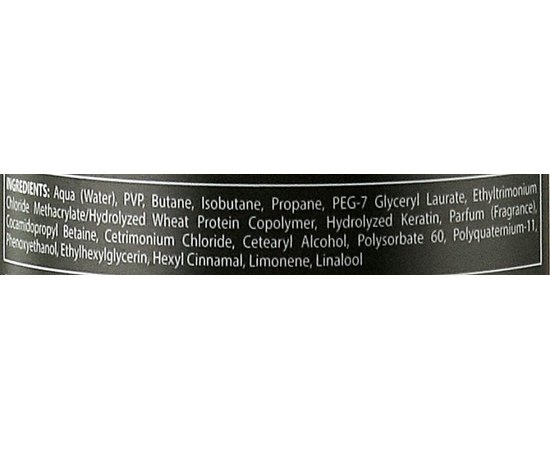 INGREDIENTS: Aqua (Water), PVP, Butane, Isobutane, Propane, PEG-7 Glyceryl Laurate, Ethyltrimonium
Chloride Methacrylate/Hydrolyzed Wheat Protein Copolymer, Hydrolyzed Keratin, Parfum (Fragrance),
Cocamidopropyl Betaine, Cetrimonium Chloride, Cetearyl Alcohol, Polysorbate 60, Polyquaternium-11,
Phenoxyethanol, Ethylhexylglycerin, Hexyl Cinnamal, Limonene, Linalool